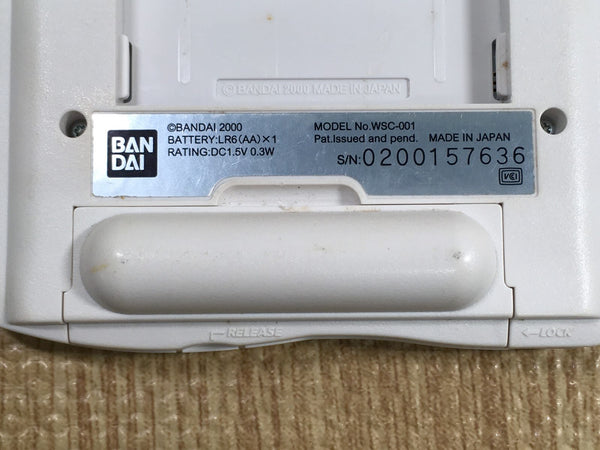 ©BANDAI 2000 MADE IN JAPAN
BAN
DAI
©BANDAI 2000
BATTERY:LR6(AA)×1
RATING:DC1.5V 0.3W
MODEL No.WSC-001
Pat.Issued and pend. MADE IN JAPAN
S/N:0200157636
VCI
RELEASE
LOCK